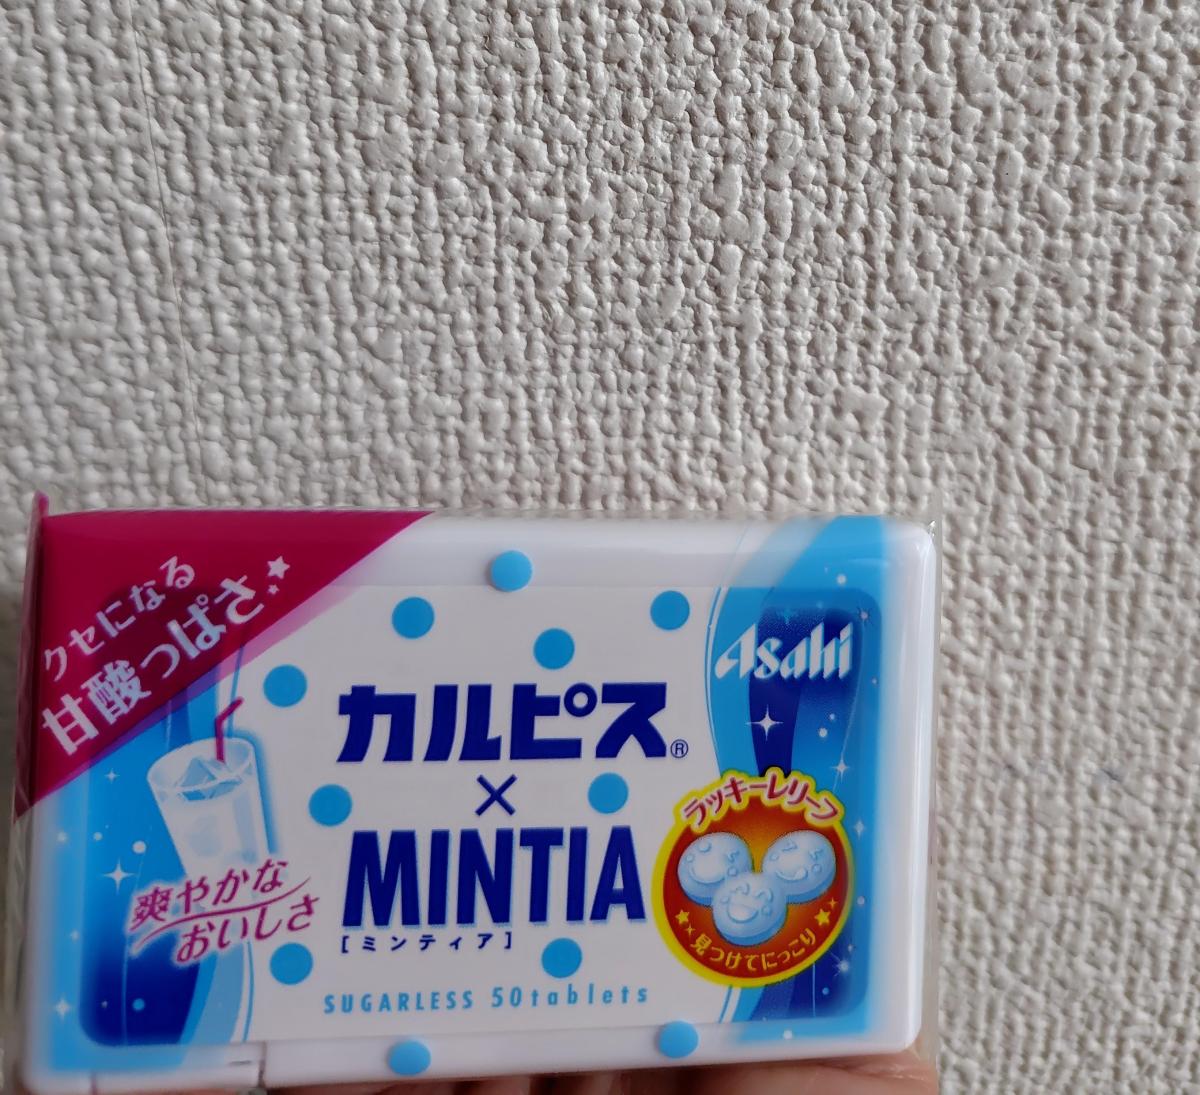 クセになる
甘酸っぱさ
Asahi
カルピス®
×
MINTIA
[ミンティア]
爽やかな
おいしさ
ラッキーレリーフ
見つけてにっこり
SUGARLESS 50tablets